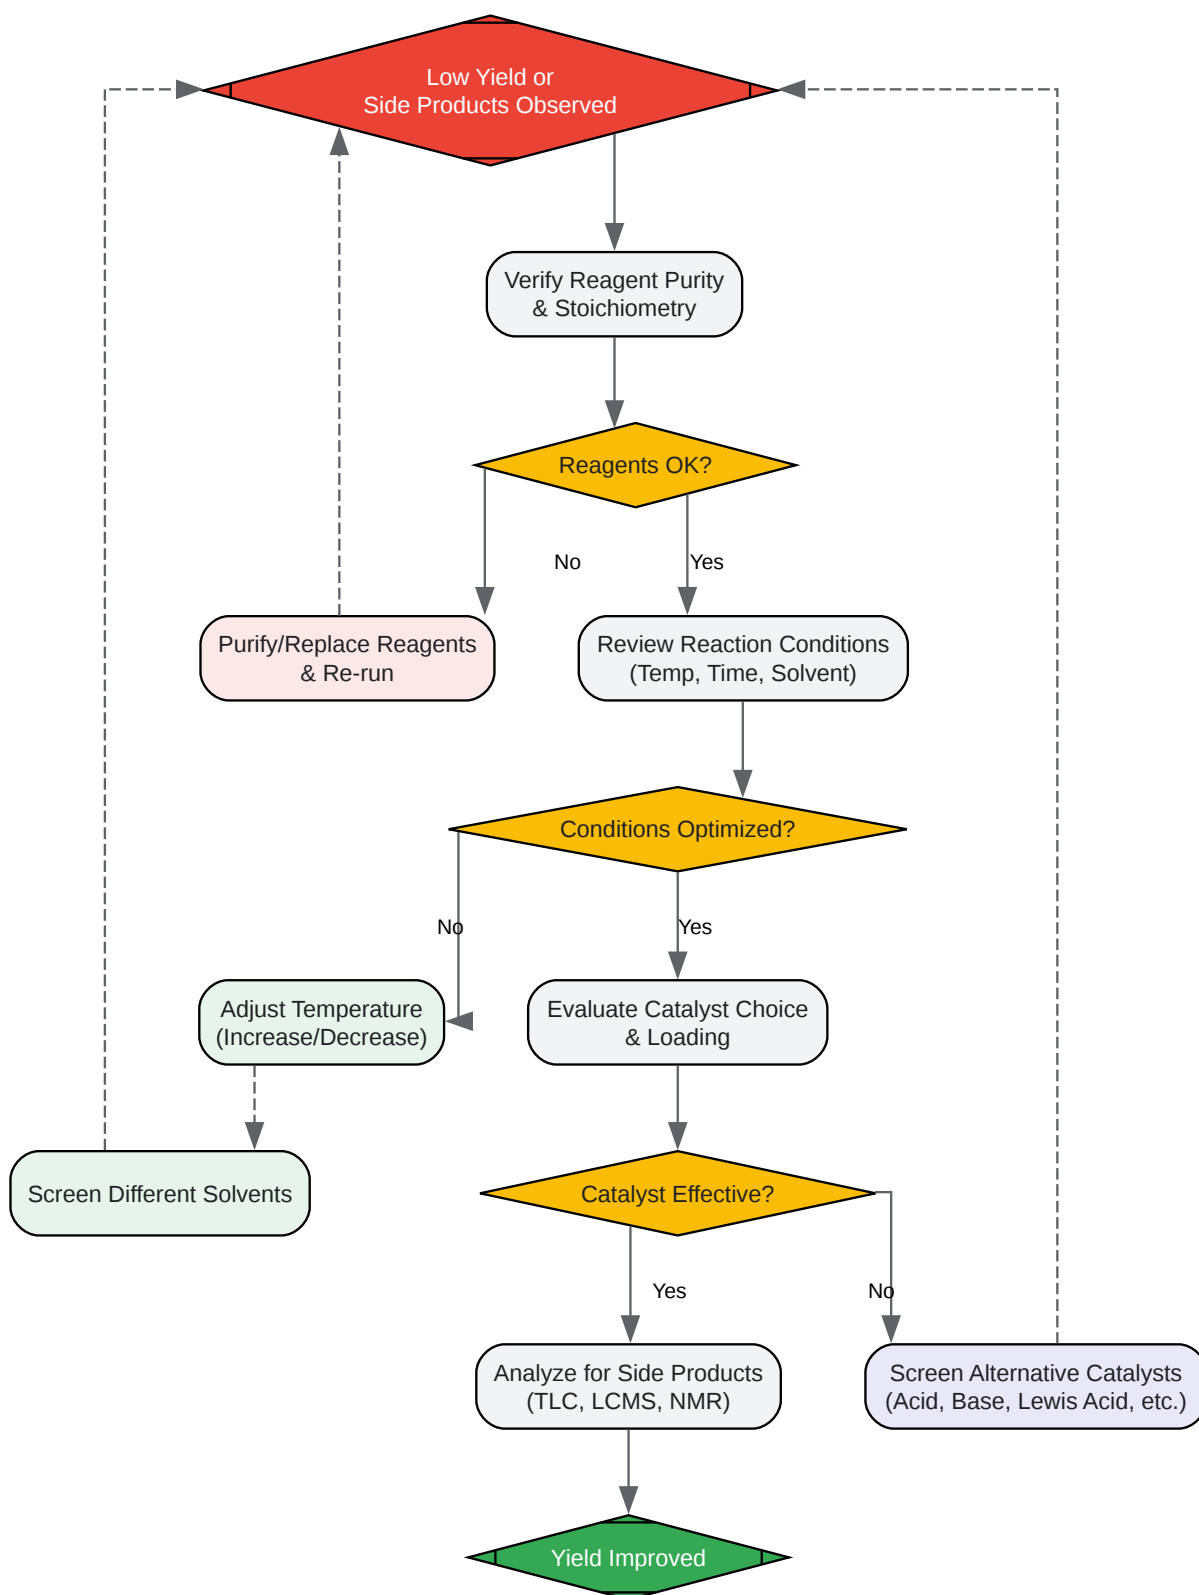 Low Yield or
Side Products Observed
Verify Reagent Purity
& Stoichiometry
Reagents OK?
No
Yes
Purify/Replace Reagents
& Re-run
Review Reaction Conditions
(Temp, Time, Solvent)
Conditions Optimized?
No
Yes
Adjust Temperature
(Increase/Decrease)
Evaluate Catalyst Choice
& Loading
Screen Different Solvents
Catalyst Effective?
Yes
No
Analyze for Side Products
(TLC, LCMS, NMR)
Screen Alternative Catalysts
(Acid, Base, Lewis Acid, etc.)
Yield Improved